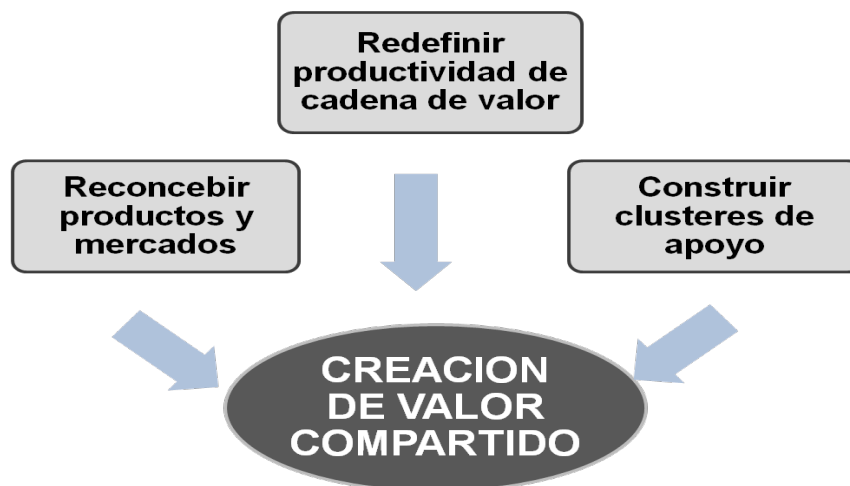 Redefinir
productividad de
cadena de valor
Reconcebir
productos y
mercados
Construir
clusteres de
apoyo
CREACION
DE VALOR
COMPARTIDO